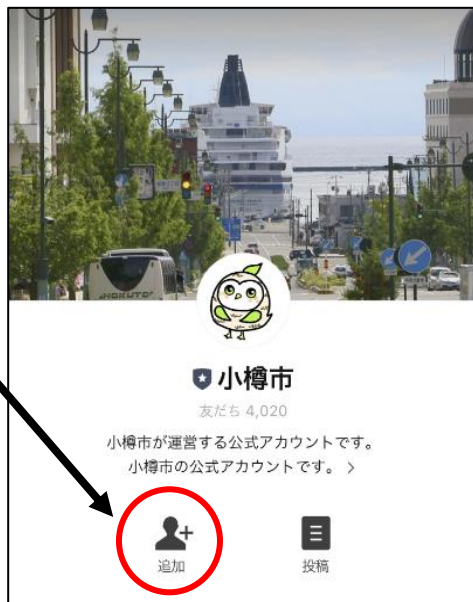 HOKUTO
小樽市
友だち 4,020
小樽市が運営する公式アカウントです。
小樽市の公式アカウントです。 >
追加
投稿